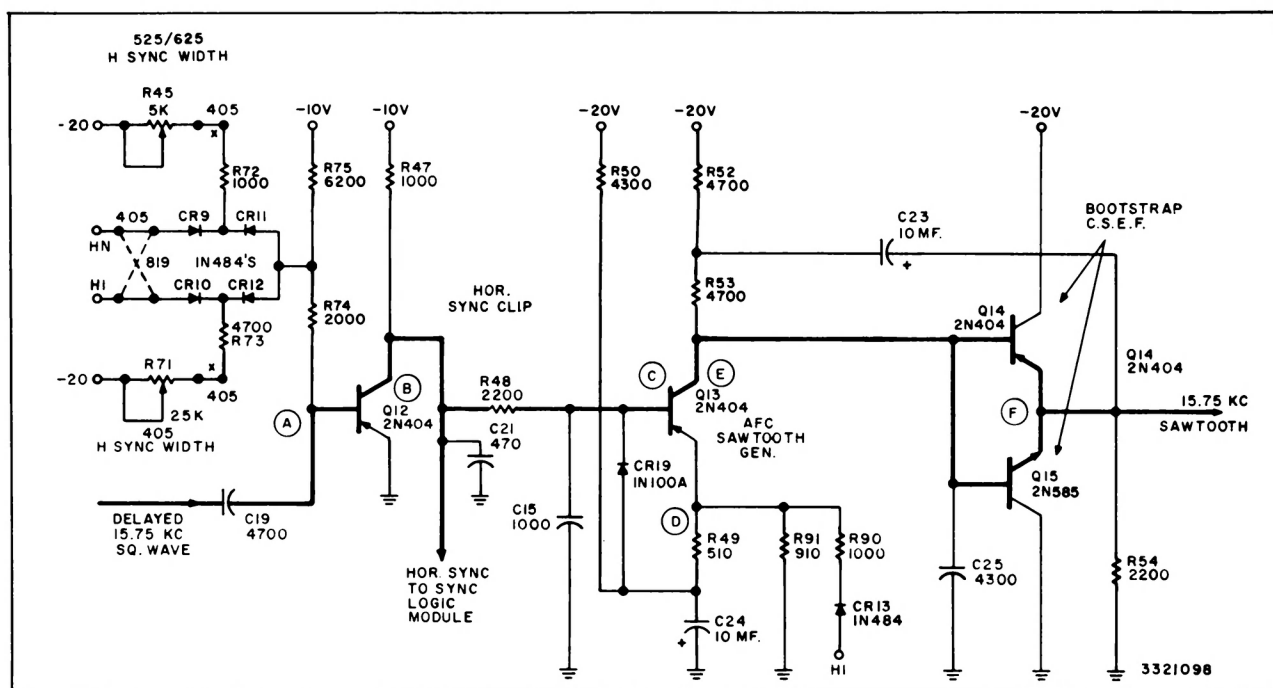 525/625
H SYNC WIDTH
R45
5K
405
-20
x
-10V
-10V
-20V
-20V
-20V
R72
1000
R75
6200
R47
1000
R50
4300
R52
4700
405
CR9
CR11
HN
819
IN484'S
HI
CR10
CR12
C23
10 MF.
+
BOOTSTRAP
C.S.E.F.
R74
2000
HOR.
SYNC CLIP
R53
4700
4700
R73
R71
x
-20
405
25K
405
H SYNC WIDTH
A
B
Q12
2N404
R48
2200
C
E
Q13
2N404
Q14
2N404
Q14
2N404
15.75 KC
SAWTOOTH
F
AFC
SAWTOOTH
GEN.
C21
470
CR19
IN100A
Q15
2N585
DELAYED
15.75 KC
SQ. WAVE
C19
4700
C15
1000
D
R49
510
R91
910
R90
1000
C25
4300
R54
2200
HOR. SYNC
TO SYNC
LOGIC
MODULE
C24
10 MF.
+
CR13
IN484
HI
3321098